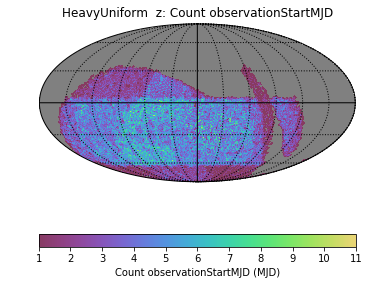 HeavyUniform z: Count observationStartMJD
1 2 3 4 5 6 7 8 9 10 11
Count observationStartMJD (MJD)